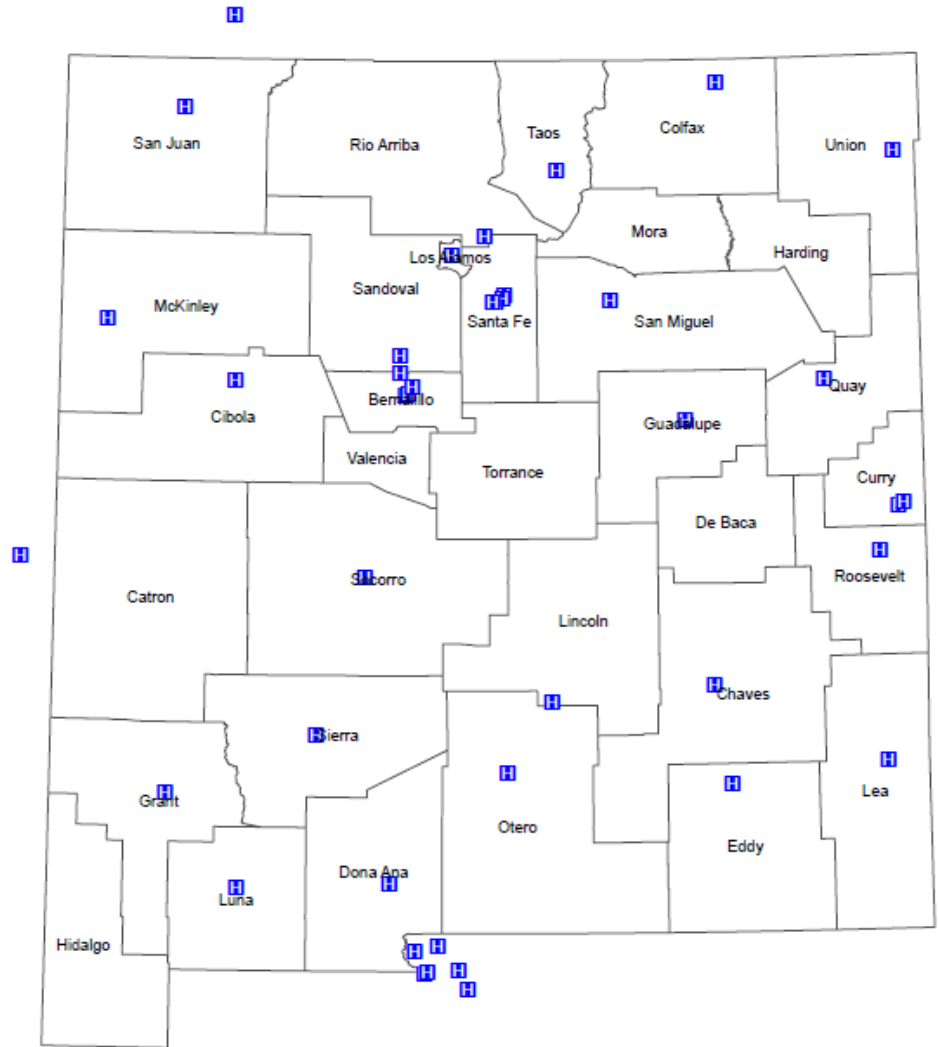 H
H
H
San Juan
Rio Arriba
Taos
Colfax
Union
H
H
Mora
Harding
H
Los Alamos
H
Sandoval
McKinley
H
Santa Fe
H
H
San Miguel
H
H
H
H
Cibola
Bernalillo
H
Quay
H
Guadalupe
H
Valencia
Torrance
Curry
H
De Baca
H
Catron
Socorro
H
Roosevelt
H
Lincoln
Chaves
H
H
Sierra
H
Grant
H
Otero
H
Eddy
H
Lea
H
Dona Ana
H
Luna
H
Hidalgo
H
H
H
H
H